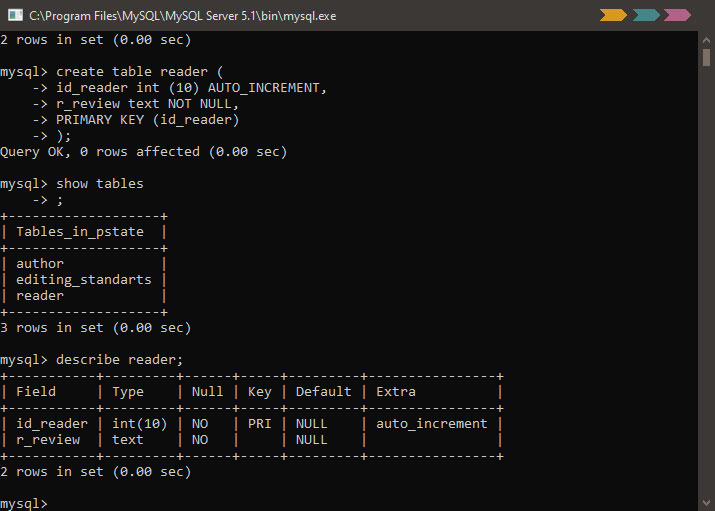 C:\Program Files\MySQL\MySQL Server 5.1\bin\mysql.exe
2 rows in set (0.00 sec)
mysql> create table reader (
    -> id_reader int (10) AUTO_INCREMENT,
    -> r_review text NOT NULL,
    -> PRIMARY KEY (id_reader)
    -> );
Query OK, 0 rows affected (0.00 sec)
mysql> show tables
    -> ;
+-------------------+
| Tables_in_pstate  |
+-------------------+
| author            |
| editing_standarts |
| reader            |
+-------------------+
3 rows in set (0.00 sec)
mysql> describe reader;
+-----------+---------+------+-----+---------+----------------+
| Field     | Type    | Null | Key | Default | Extra          |
+-----------+---------+------+-----+---------+----------------+
| id_reader | int(10) | NO   | PRI | NULL    | auto_increment |
| r_review  | text    | NO   |     | NULL    |                |
+-----------+---------+------+-----+---------+----------------+
2 rows in set (0.00 sec)
mysql>